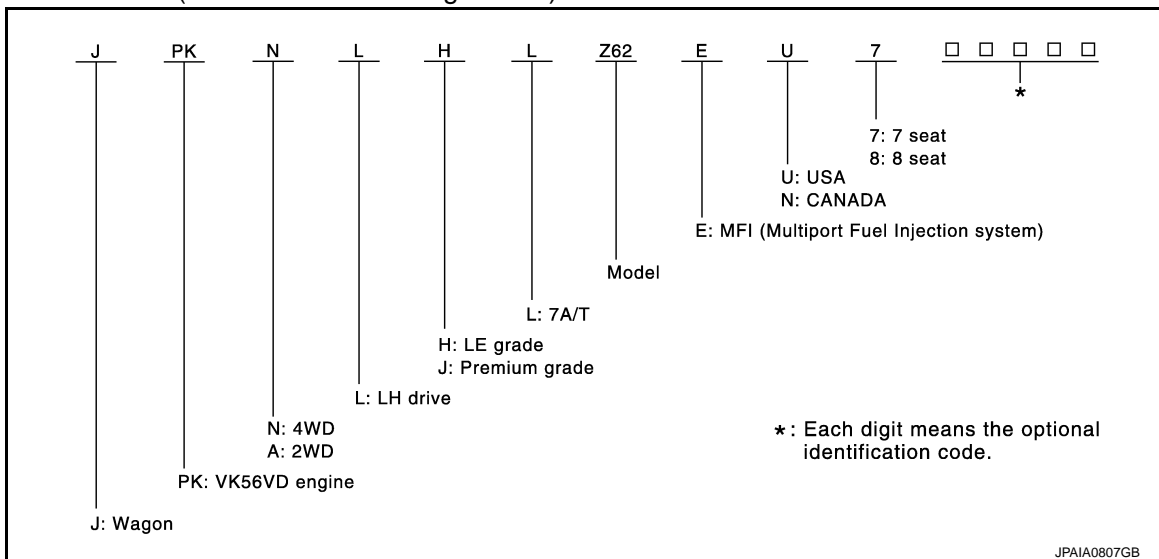 J PK N L H L Z62 E U 7 □ □ □ □ □
*
7: 7 seat
8: 8 seat
U: USA
N: CANADA
E: MFI (Multiport Fuel Injection system)
Model
L: 7A/T
H: LE grade
J: Premium grade
L: LH drive
N: 4WD
A: 2WD
PK: VK56VD engine
J: Wagon
*: Each digit means the optional
identification code.
JPAIA0807GB